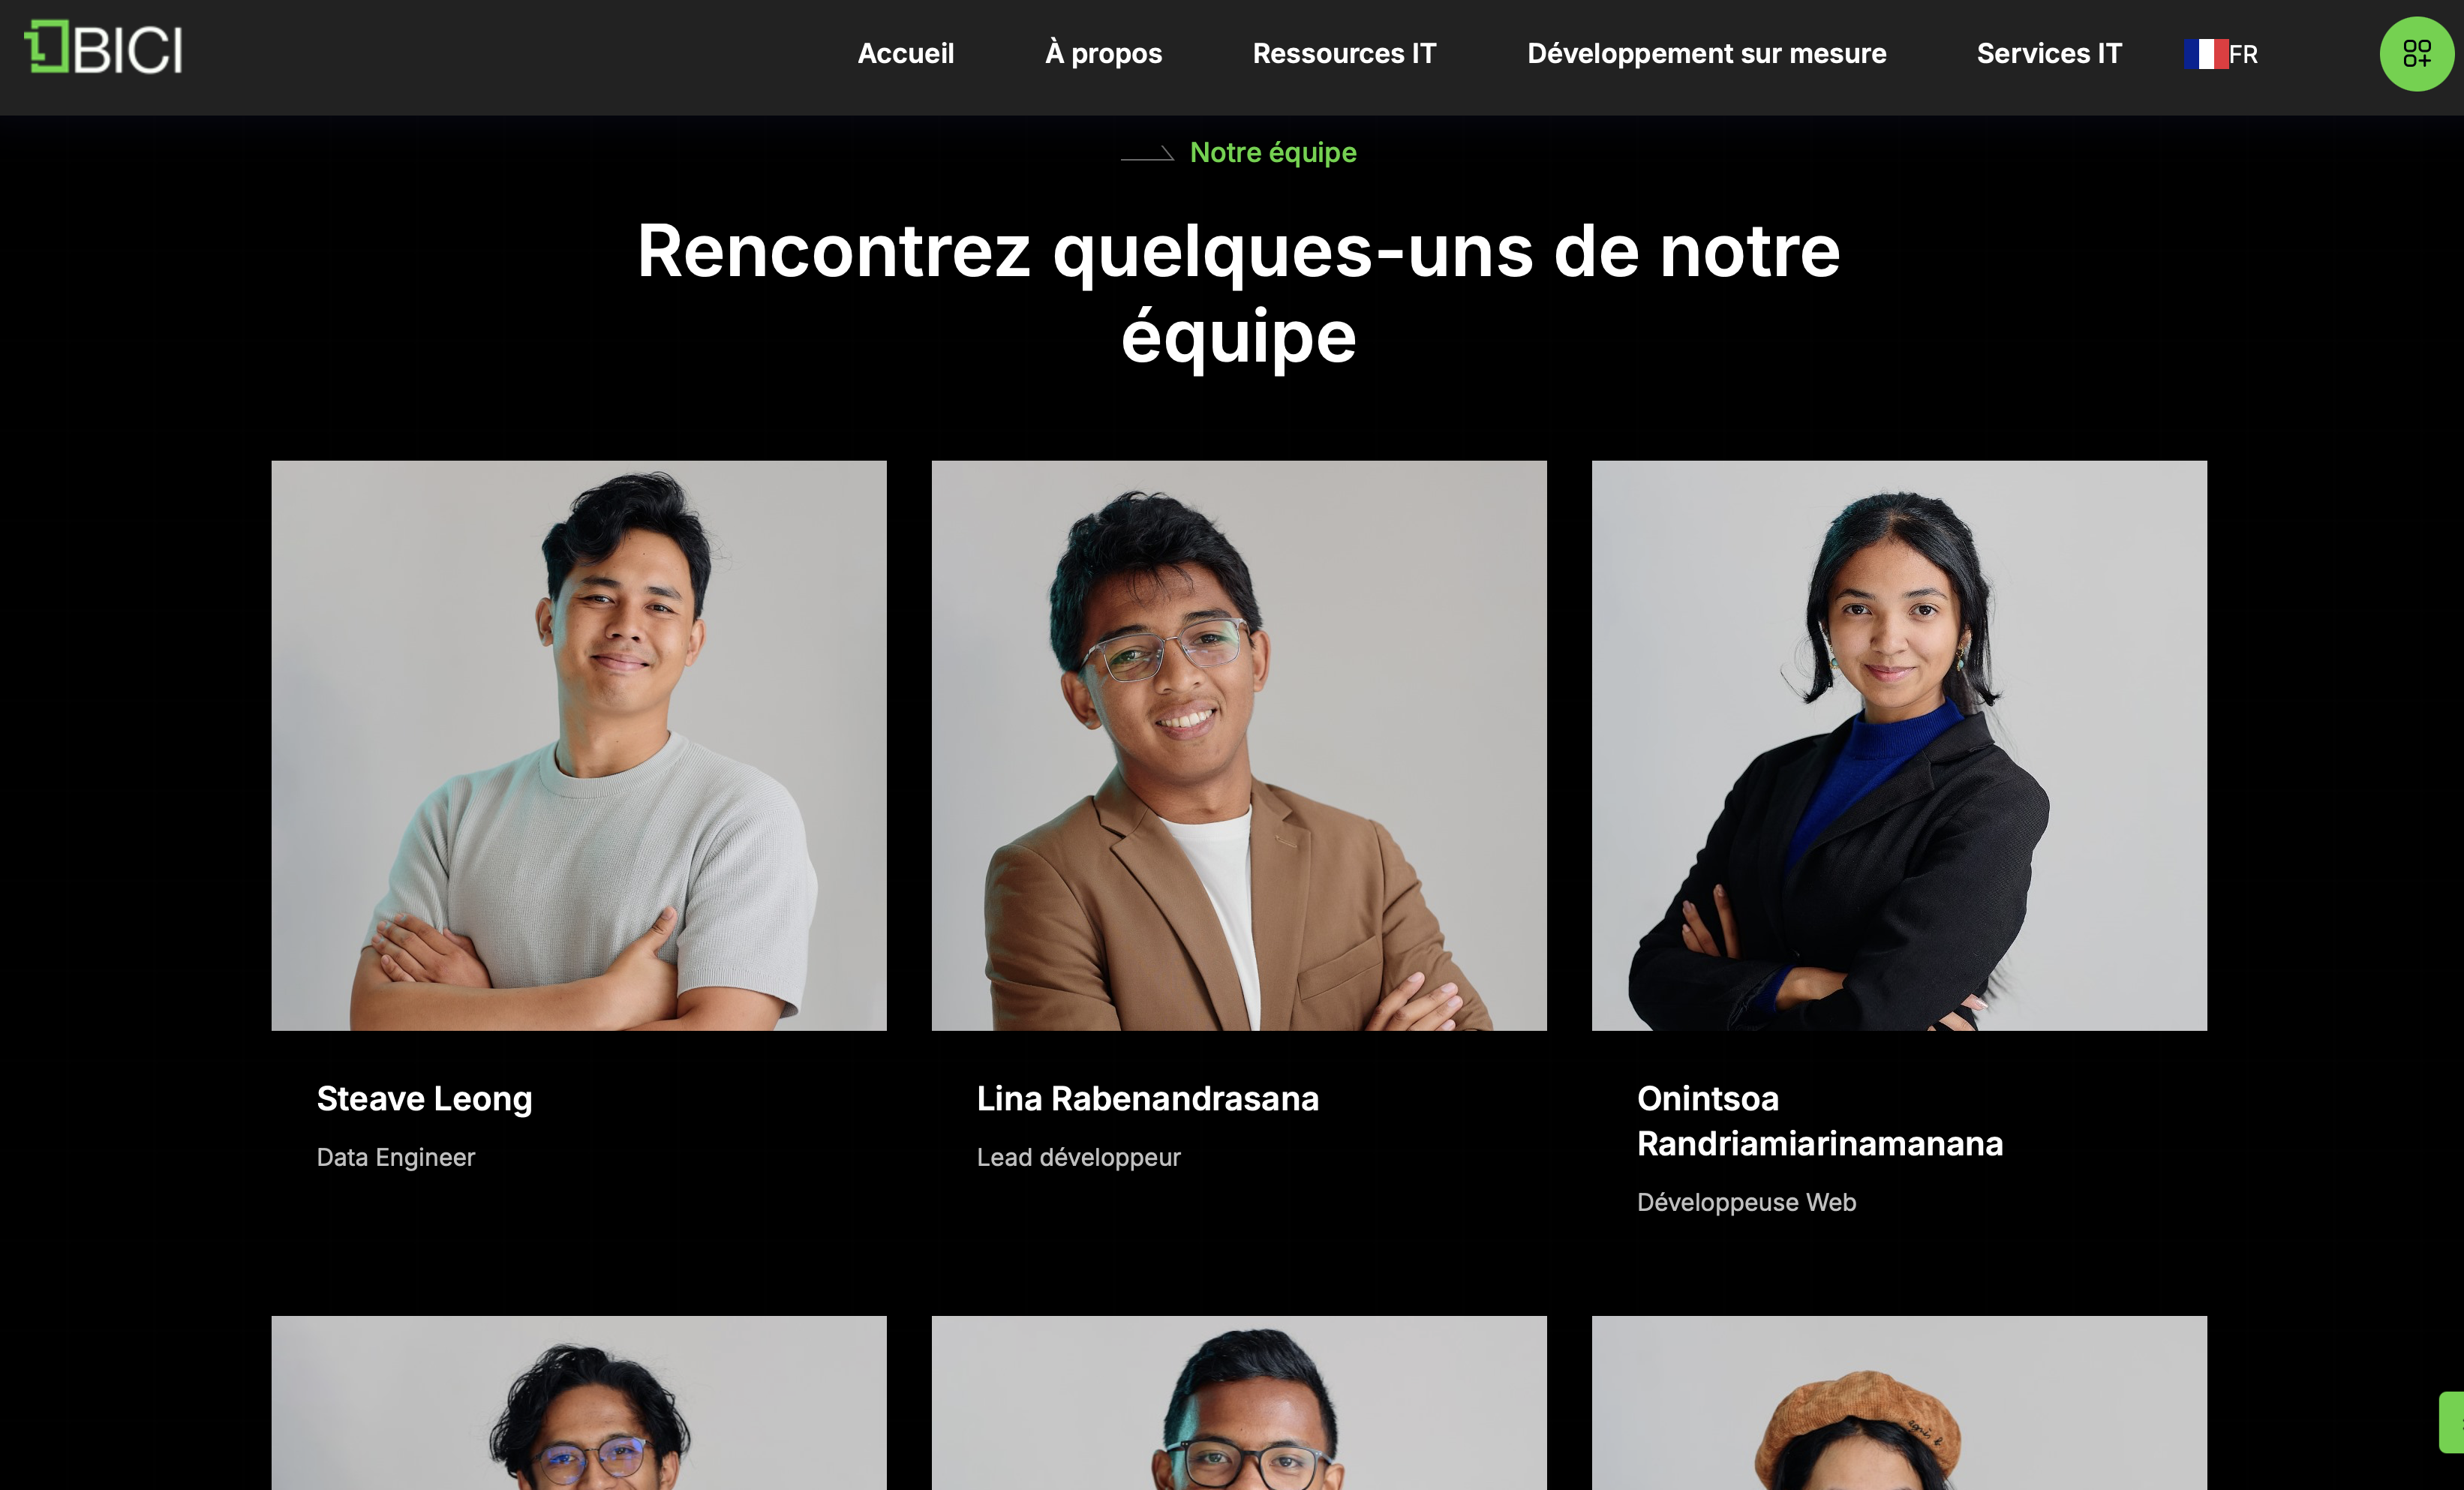 BICI
Accueil
À propos
Ressources IT
Développement sur mesure
Services IT
FR
Notre équipe
Rencontrez quelques-uns de notre
équipe
Steave Leong
Data Engineer
Lina Rabenandrasana
Lead développeur
Onintsoa
Randriamiarinamanana
Développeuse Web